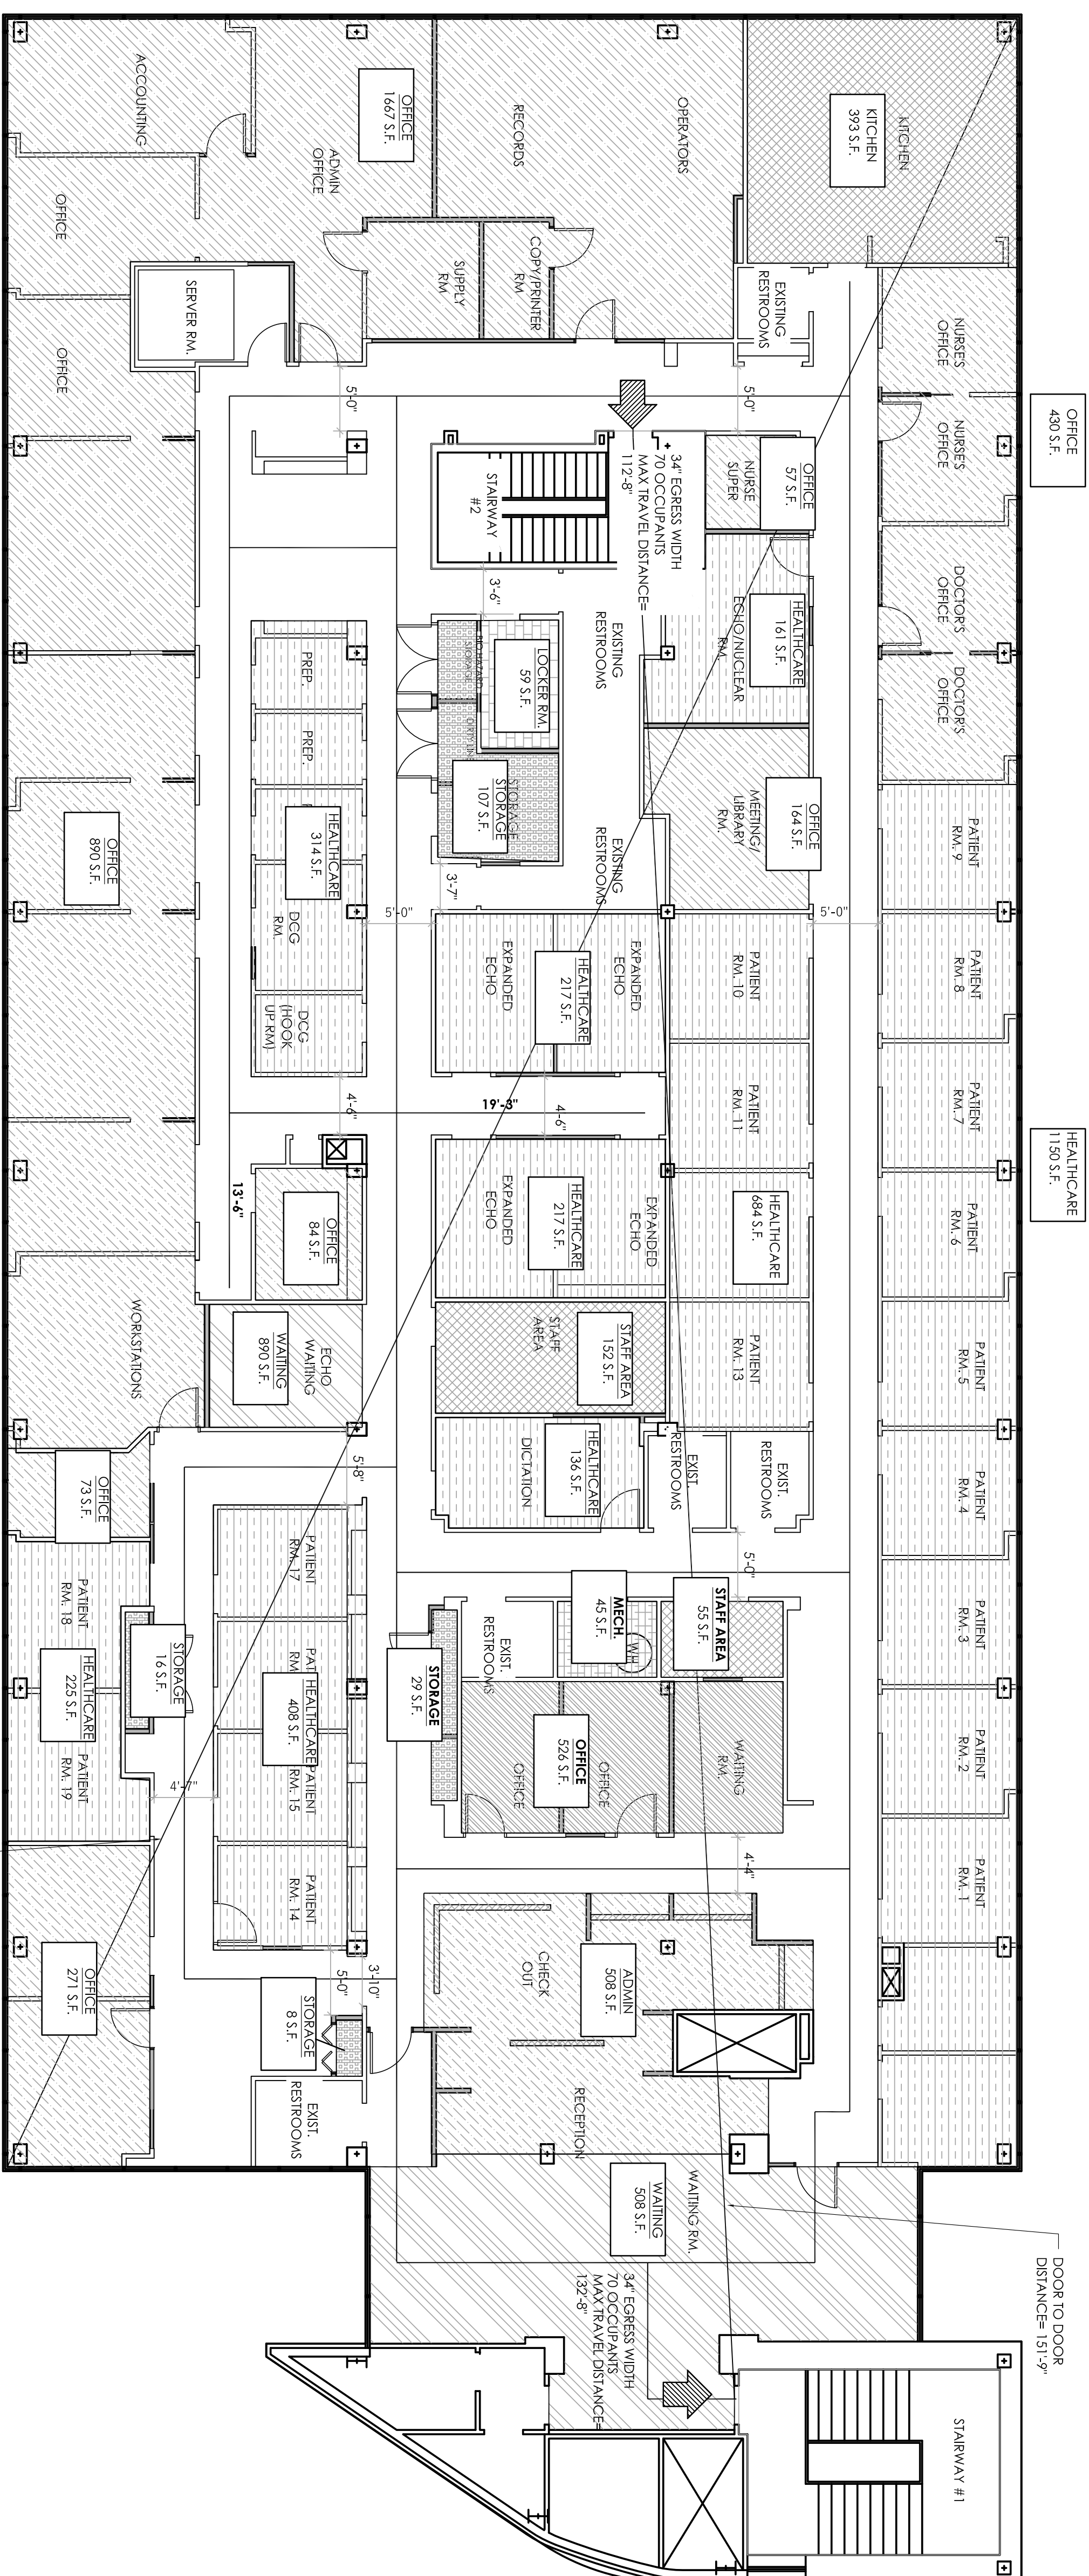 OFFICE
430 S.F.
HEALTHCARE
1150 S.F.
DOOR TO DOOR
DISTANCE= 151'-9"
STAIRWAY #1
KITCHEN
KITCHEN
393 S.F.
NURSE'S
OFFICE
NURSE'S
OFFICE
DOCTOR'S
OFFICE
DOCTOR'S
OFFICE
PATIENT
RM. 9
PATIENT
RM. 8
PATIENT
RM. 7
PATIENT
RM. 6
PATIENT
RM. 5
PATIENT
RM. 4
PATIENT
RM. 3
PATIENT
RM. 2
PATIENT
RM. 1
EXISTING
RESTROOMS
5'-0"
OFFICE
57 S.F.
NURSE
SUPER
HEALTHCARE
161 S.F.
ECHO/NUCLEAR
RM.
OFFICE
164 S.F.
MEETING/
LIBRARY
RM.
5'-0"
PATIENT
RM. 10
PATIENT
RM. 11
HEALTHCARE
684 S.F.
PATIENT
RM. 13
EXIST.
RESTROOMS
EXIST.
RESTROOMS
5'-0"
STAFF AREA
55 S.F.
WAITING
RM.
4'-4"
OPERATORS
RECORDS
COPY/PRINTER
RM
SUPPLY
RM
34" EGRESS WIDTH
70 OCCUPANTS
MAX TRAVEL DISTANCE=
112'-8"
STAIRWAY
#2
3'-6"
EXISTING
RESTROOMS
LOCKER RM.
59 S.F.
BIO HAZARD
STORAGE
STORAGE
STORAGE
107 S.F.
EXISTING
RESTROOMS
3'-7"
EXPANDED
ECHO
HEALTHCARE
217 S.F.
EXPANDED
ECHO
4'-6"
19'-3"
EXPANDED
ECHO
HEALTHCARE
217 S.F.
EXPANDED
ECHO
STAFF AREA
152 S.F.
STAFF
AREA
HEALTHCARE
136 S.F.
DICTATION
MECH.
45 S.F.
WH
EXIST.
RESTROOMS
OFFICE
526 S.F.
OFFICE
OFFICE
STORAGE
29 S.F.
ADMIN
508 S.F.
CHECK
OUT
RECEPTION
WAITING RM.
WAITING
508 S.F.
34" EGRESS WIDTH
70 OCCUPANTS
MAX TRAVEL DISTANCE=
132'-8"
OFFICE
1667 S.F.
ADMIN
OFFICE
ACCOUNTING
OFFICE
SERVER RM.
5'-0"
OFFICE
PREP.
PREP.
HEALTHCARE
314 S.F.
DCG
RM.
5'-0"
DCG
(HOOK
UP RM)
4'-6"
13'-6"
OFFICE
84 S.F.
ECHO
WAITING
WAITING
890 S.F.
5'-8"
OFFICE
890 S.F.
WORKSTATIONS
OFFICE
73 S.F.
PATIENT
RM. 17
HEALTHCARE
408 S.F.
PATIENT
RM. 15
PATIENT
RM. 14
STORAGE
16 S.F.
PATIENT
RM. 18
HEALTHCARE
225 S.F.
PATIENT
RM. 19
4'-7"
3'-10"
5'-0"
STORAGE
8 S.F.
EXIST.
RESTROOMS
OFFICE
271 S.F.